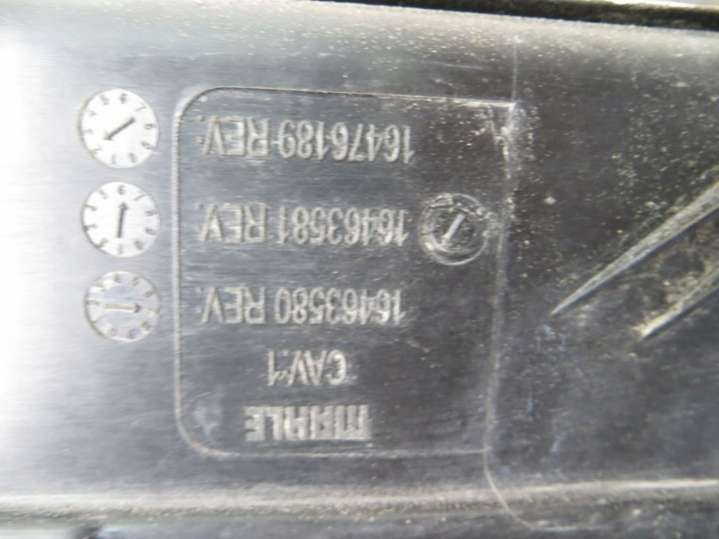 MAHLE
CAV.1
16463580 REV.
16463581 REV.
16476189 REV.